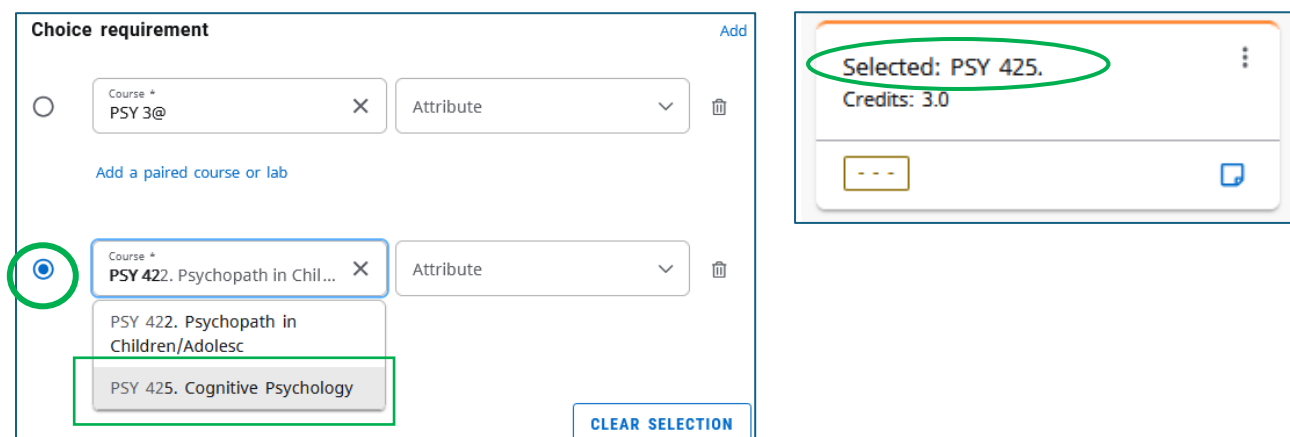 Choice requirement
Add
Course *
PSY 3@
Attribute
Add a paired course or lab
Course *
PSY 422. Psychopath in Chil...
Attribute
PSY 422. Psychopath in
Children/Adolesc
PSY 425. Cognitive Psychology
CLEAR SELECTION
Selected: PSY 425.
Credits: 3.0
- - -